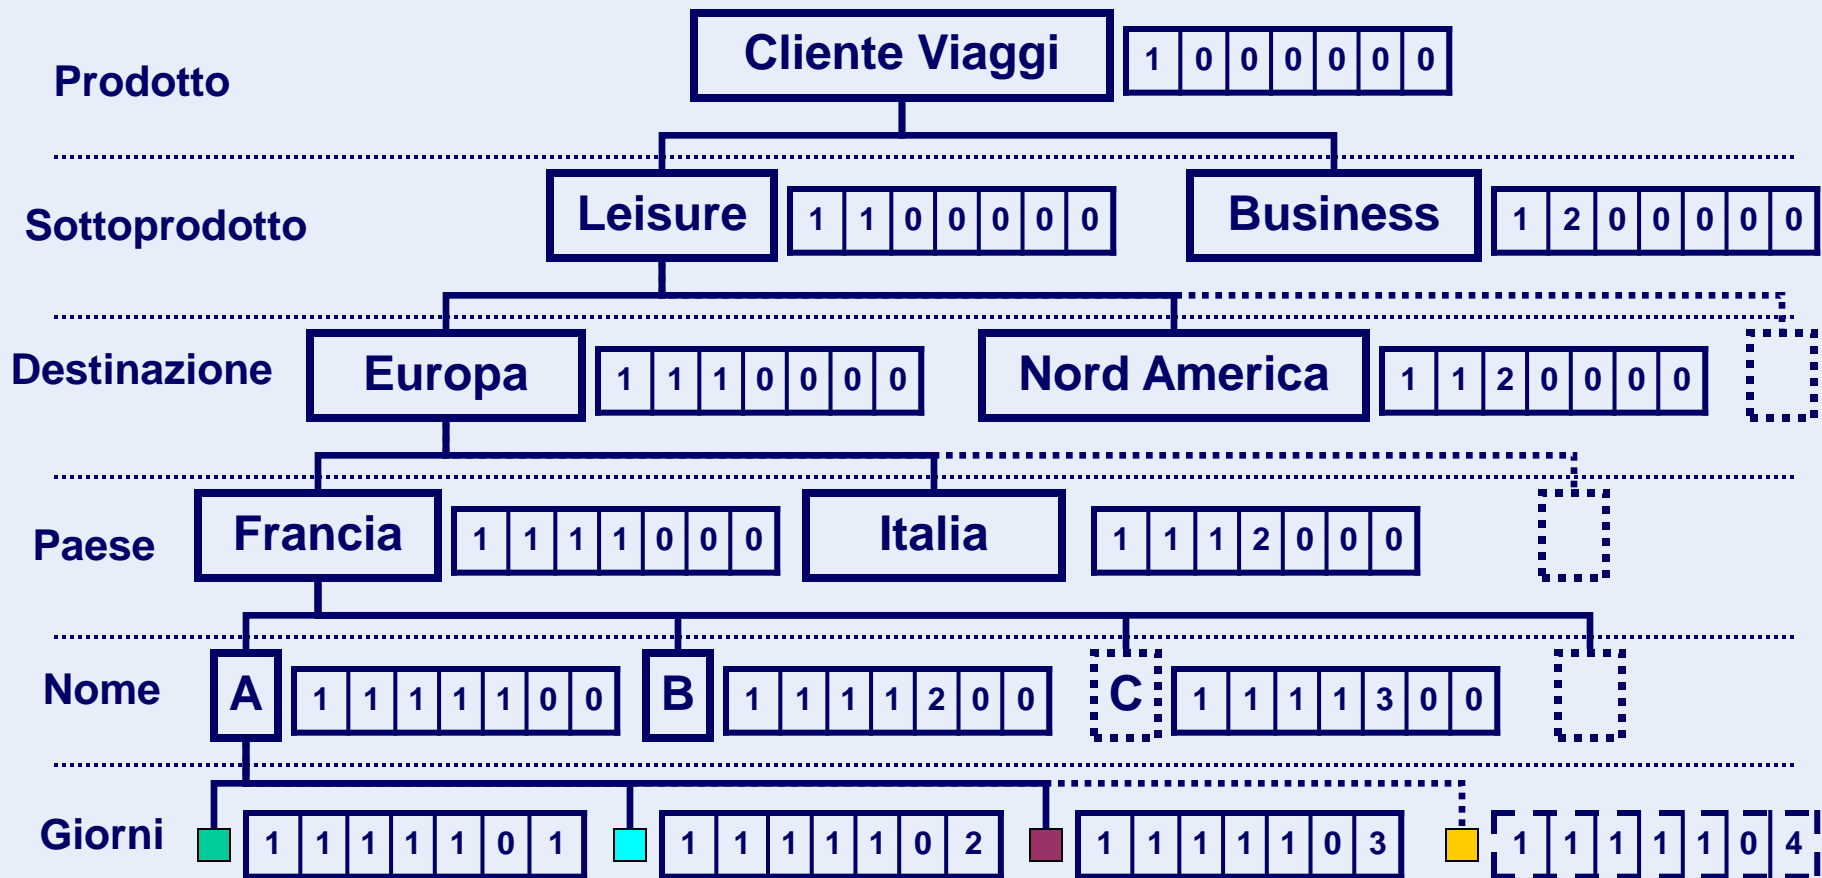 Prodotto Cliente Viaggi 1 0 0 0 0 0 0
Sottoprodotto Leisure 1 1 0 0 0 0 0 Business 1 2 0 0 0 0 0
Destinazione Europa 1 1 1 0 0 0 0 Nord America 1 1 2 0 0 0 0
Paese Francia 1 1 1 1 0 0 0 Italia 1 1 1 2 0 0 0
Nome A 1 1 1 1 1 0 0 B 1 1 1 1 2 0 0 C 1 1 1 1 3 0 0
Giorni 1 1 1 1 1 0 1 1 1 1 1 1 0 2 1 1 1 1 1 0 3 1 1 1 1 1 0 4